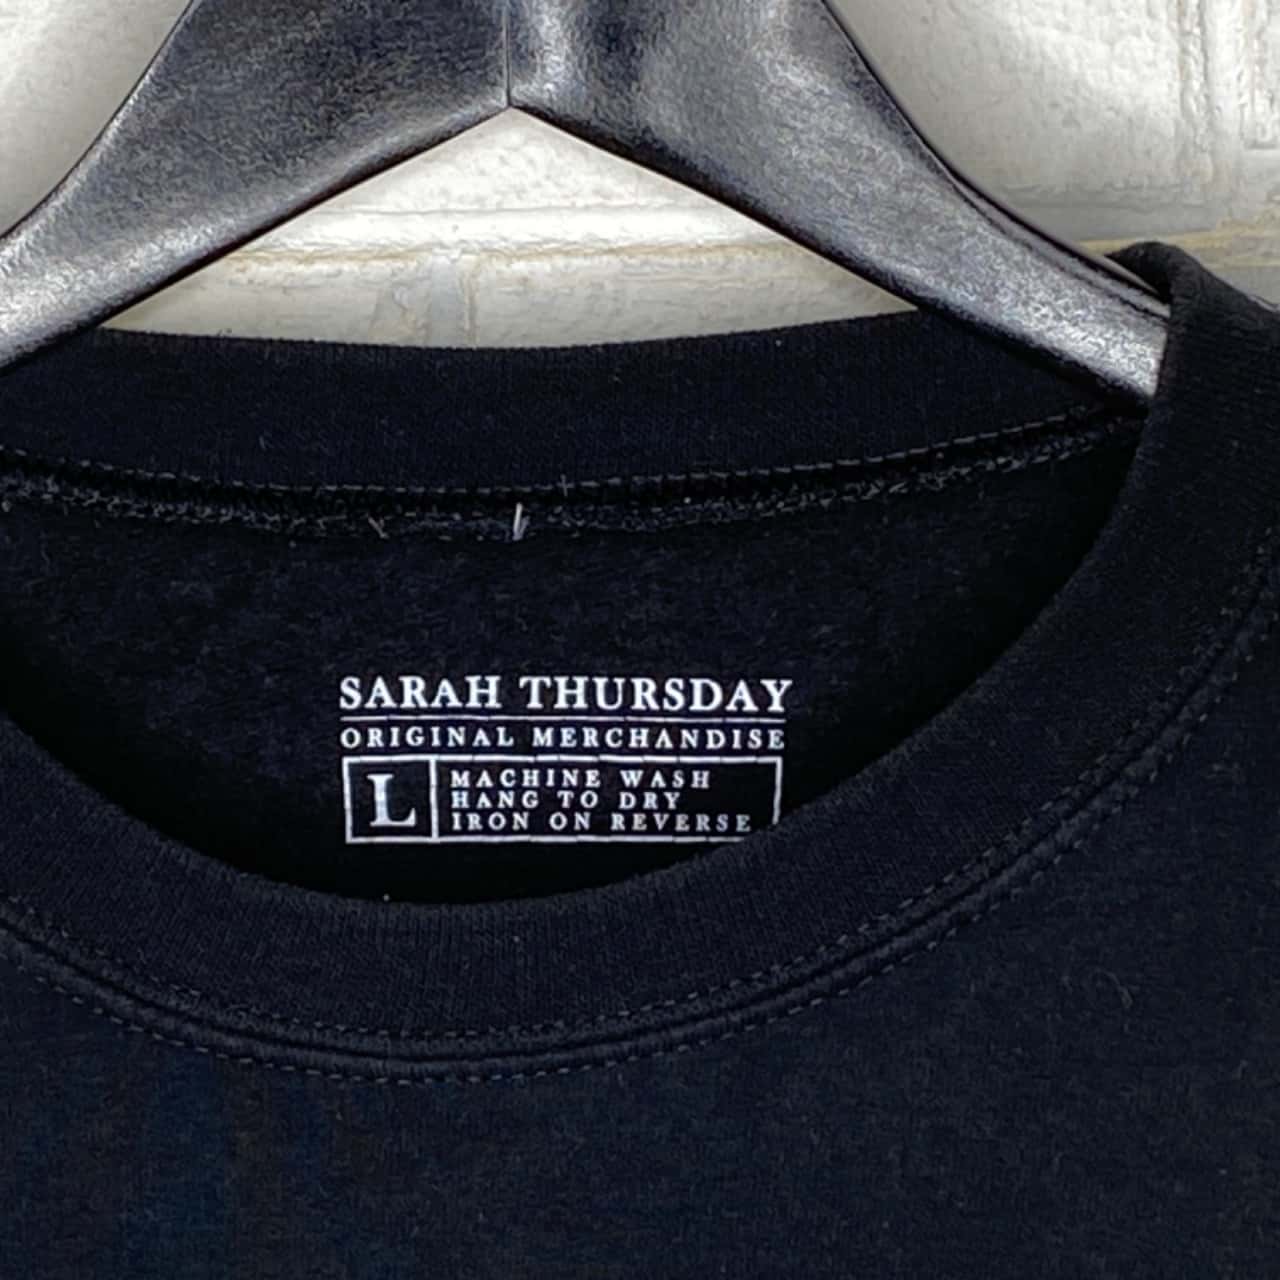 SARAH THURSDAY
ORIGINAL MERCHANDISE
L
MACHINE WASH
HANG TO DRY
IRON ON REVERSE